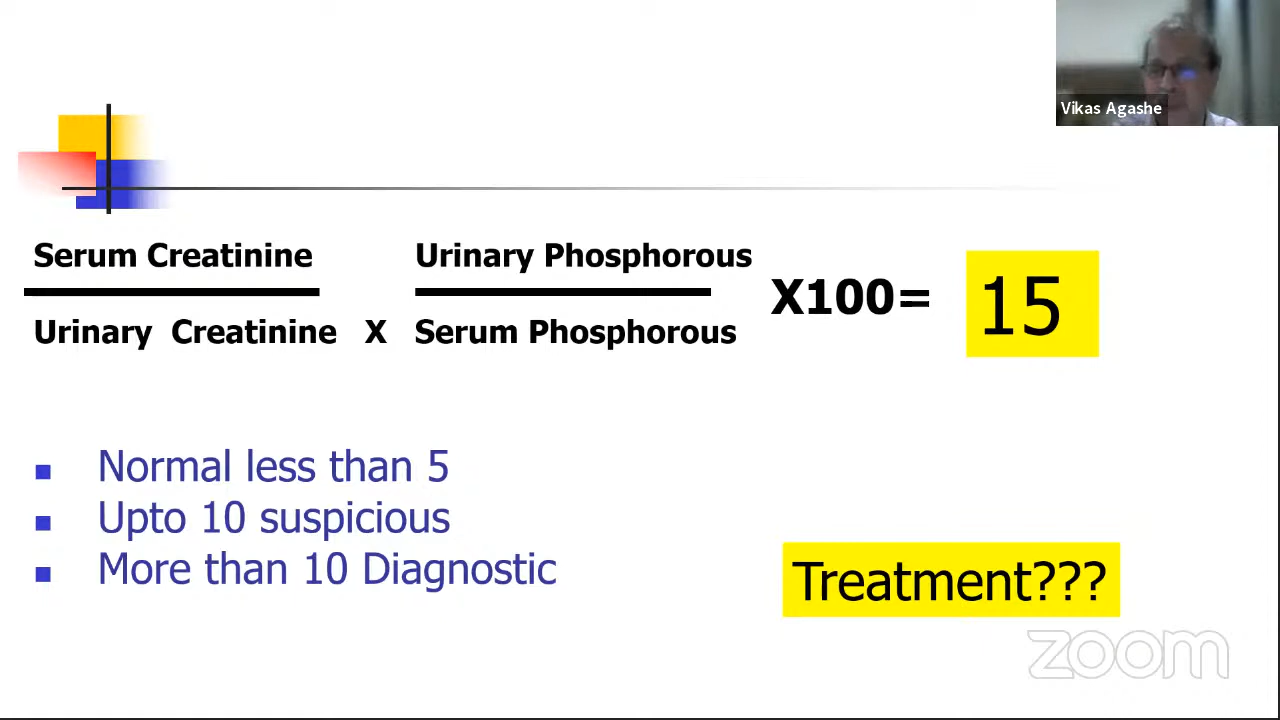 Vikas Agashe
Serum Creatinine Urinary Phosphorous
X100= 15
Urinary Creatinine X Serum Phosphorous
Normal less than 5
Upto 10 suspicious
More than 10 Diagnostic
Treatment???
zoom